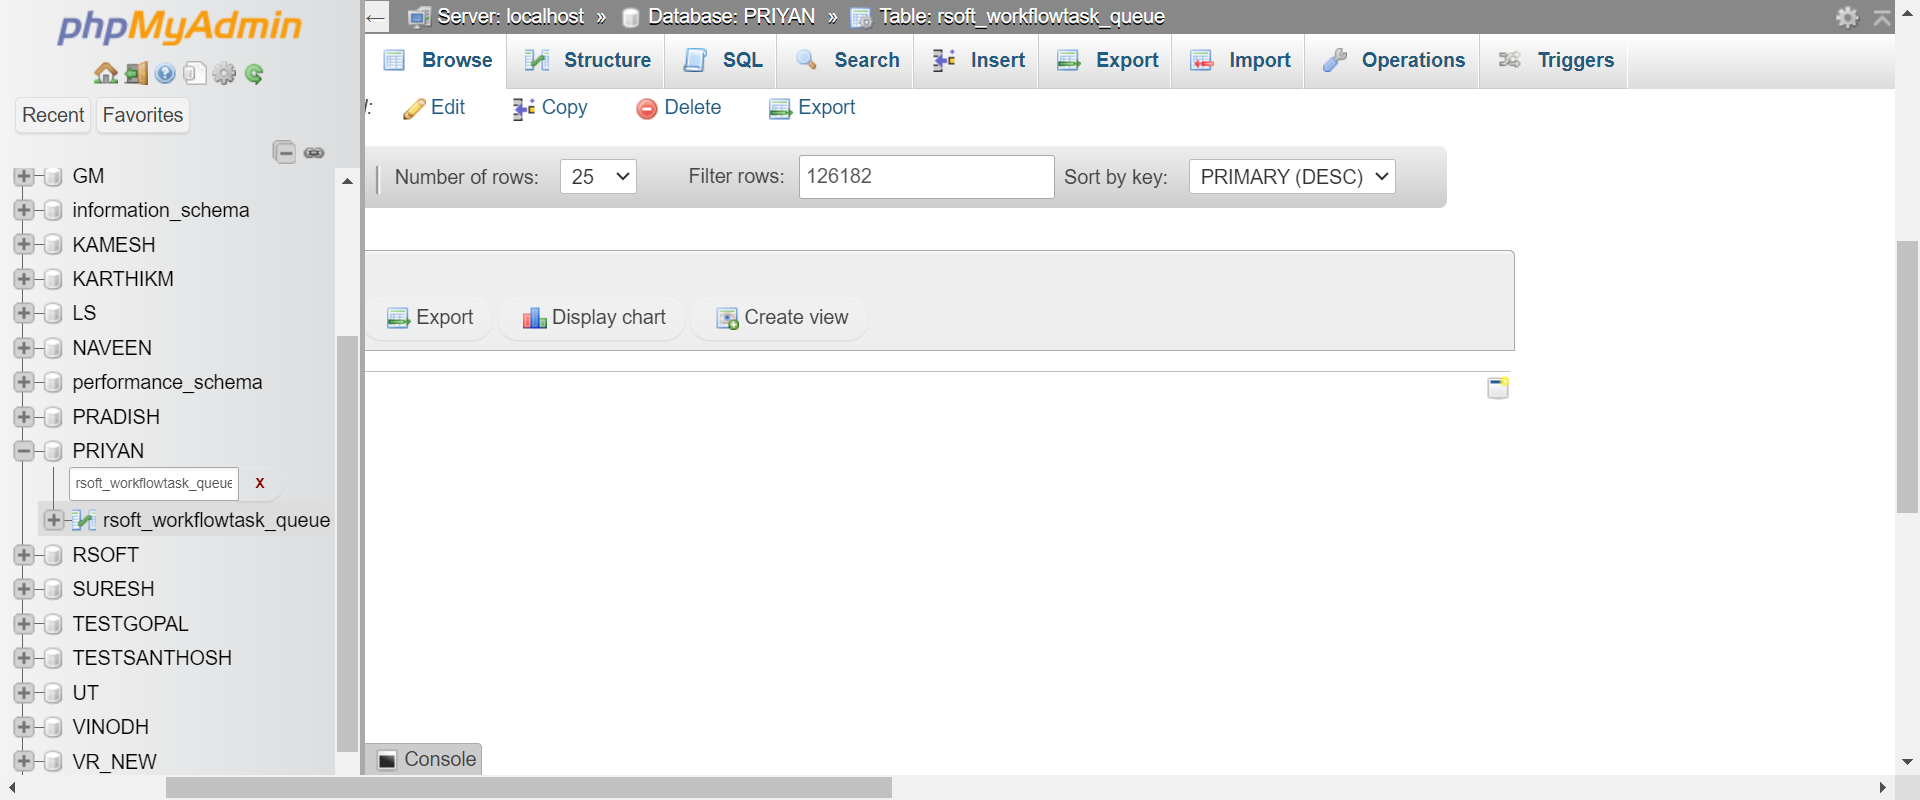 phpMyAdmin
Recent Favorites
GM
information_schema
KAMESH
KARTHIKM
LS
NAVEEN
performance_schema
PRADISH
PRIYAN
rsoft_workflowtask_queue X
rsoft_workflowtask_queue
RSOFT
SURESH
TESTGOPAL
TESTSANTHOSH
UT
VINODH
VR_NEW
← Server: localhost » Database: PRIYAN » Table: rsoft_workflowtask_queue
Browse Structure SQL Search Insert Export Import Operations Triggers
Edit Copy Delete Export
Number of rows: 25 Filter rows: 126182 Sort by key: PRIMARY (DESC)
Export Display chart Create view
Console